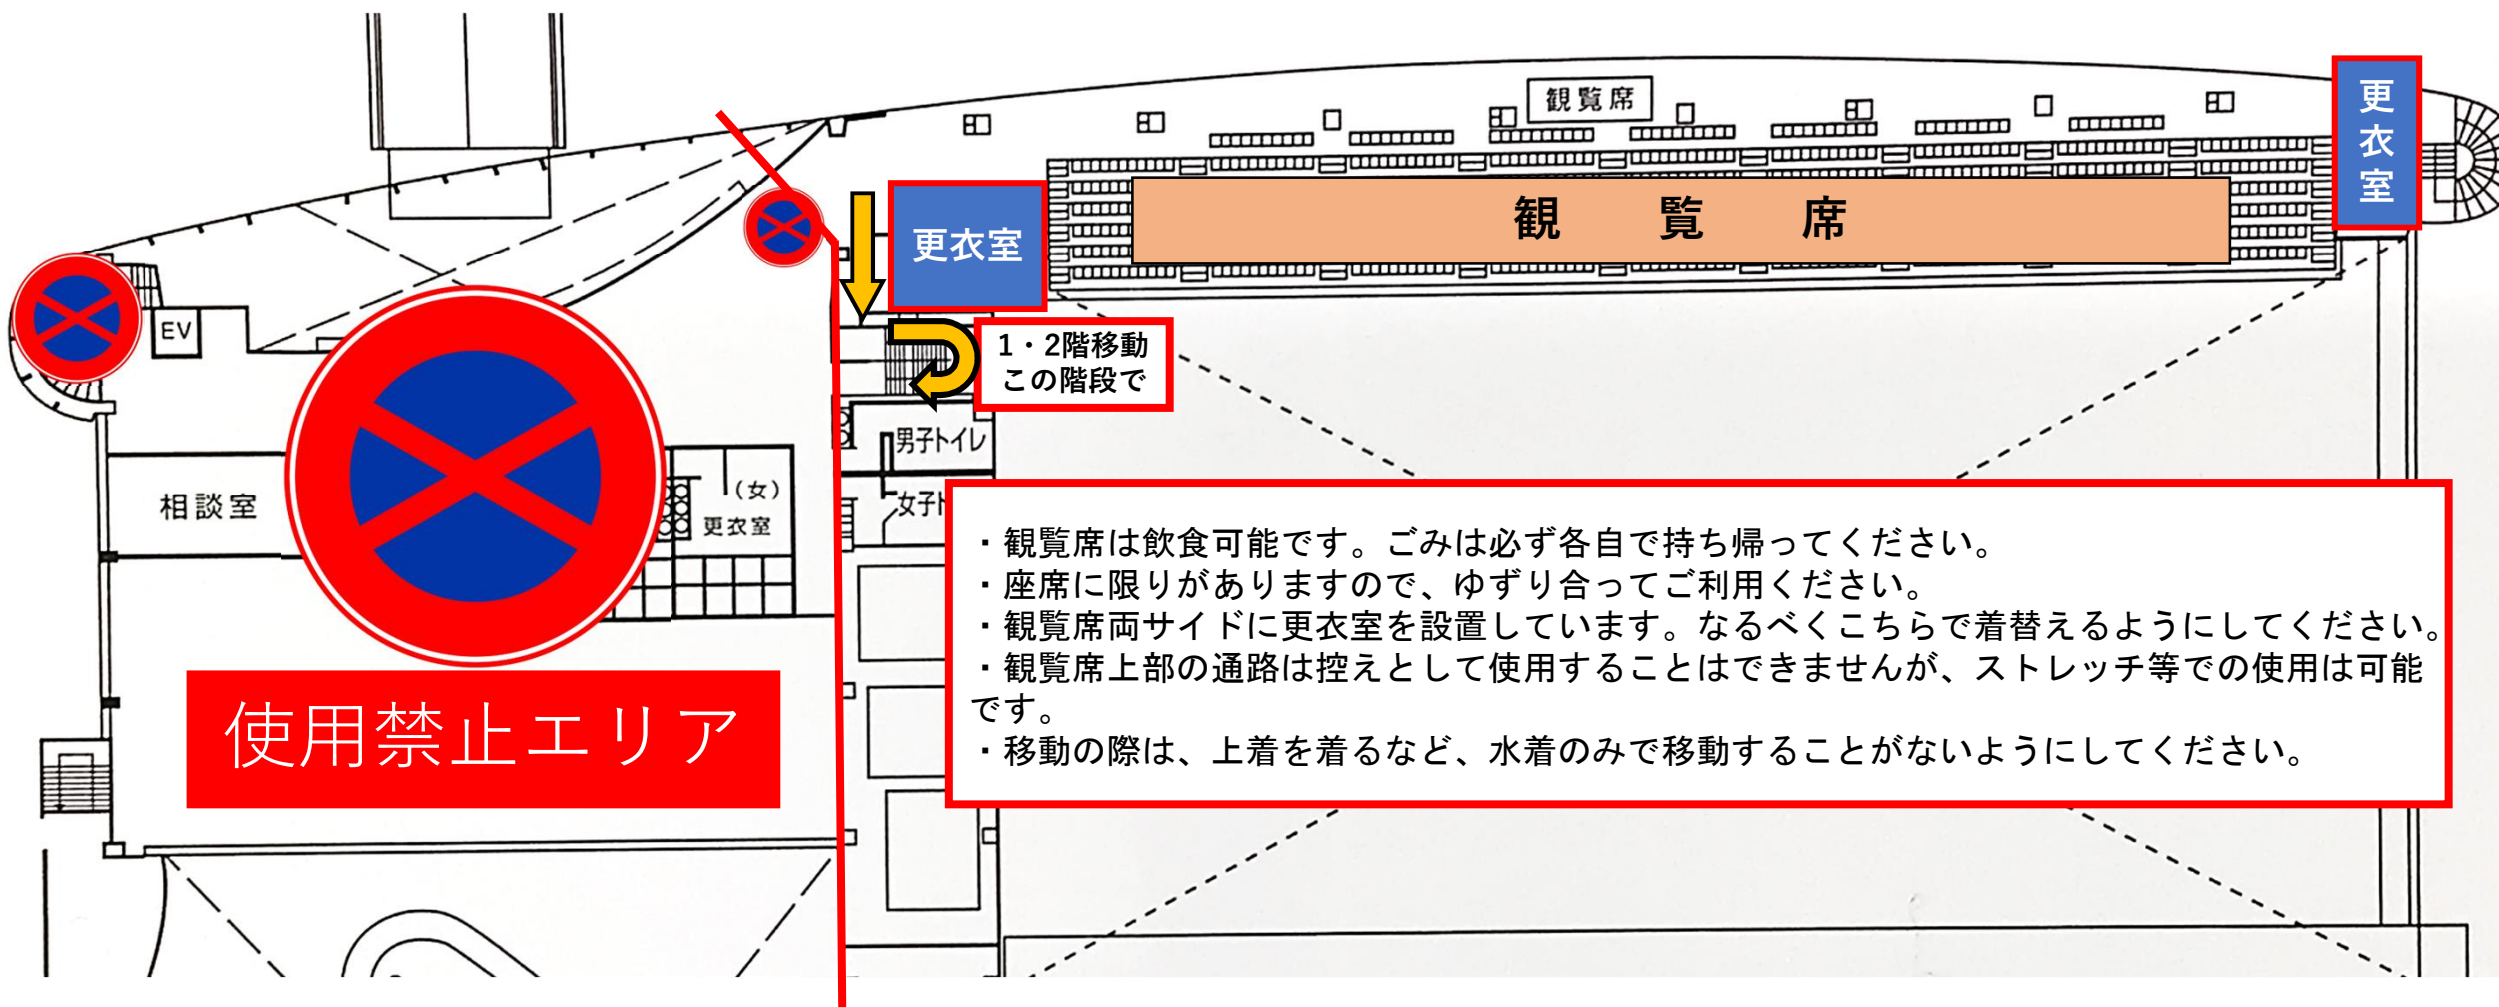 観覧席
更衣室
更衣室
観覧席
EV
1・2階移動
この階段で
男子トイレ
相談室
(女)
更衣室
女子ト
・観覧席は飲食可能です。ごみは必ず各自で持ち帰ってください。
・座席に限りがありますので、ゆずり合ってご利用ください。
・観覧席両サイドに更衣室を設置しています。なるべくこちらで着替えるようにしてください。
・観覧席上部の通路は控えとして使用することはできませんが、ストレッチ等での使用は可能
です。
・移動の際は、上着を着るなど、水着のみで移動することがないようにしてください。
使用禁止エリア